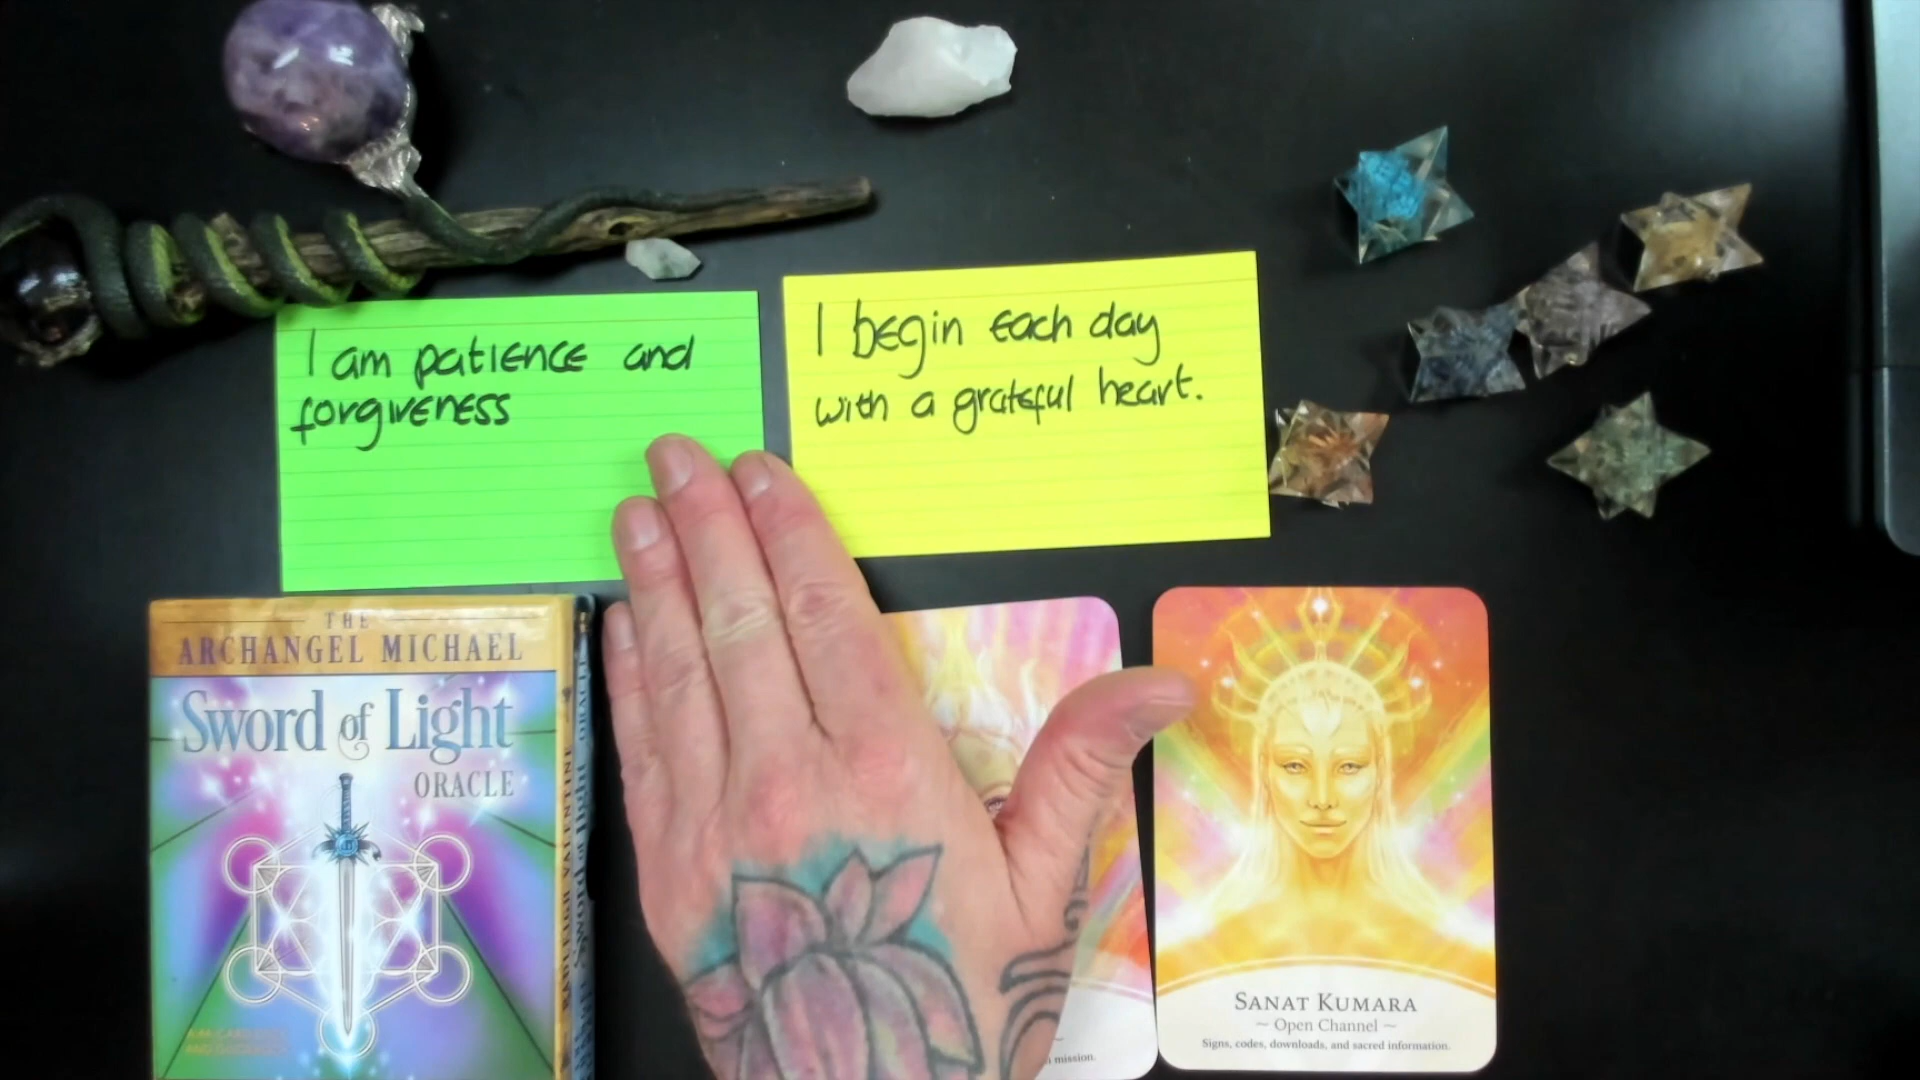 I am patience and
forgiveness
I begin each day
with a grateful heart.
THE
ARCHANGEL MICHAEL
Sword of Light
ORACLE
SANAT KUMARA
~ Open Channel ~
Signs, codes, downloads, and sacred information.
mission.